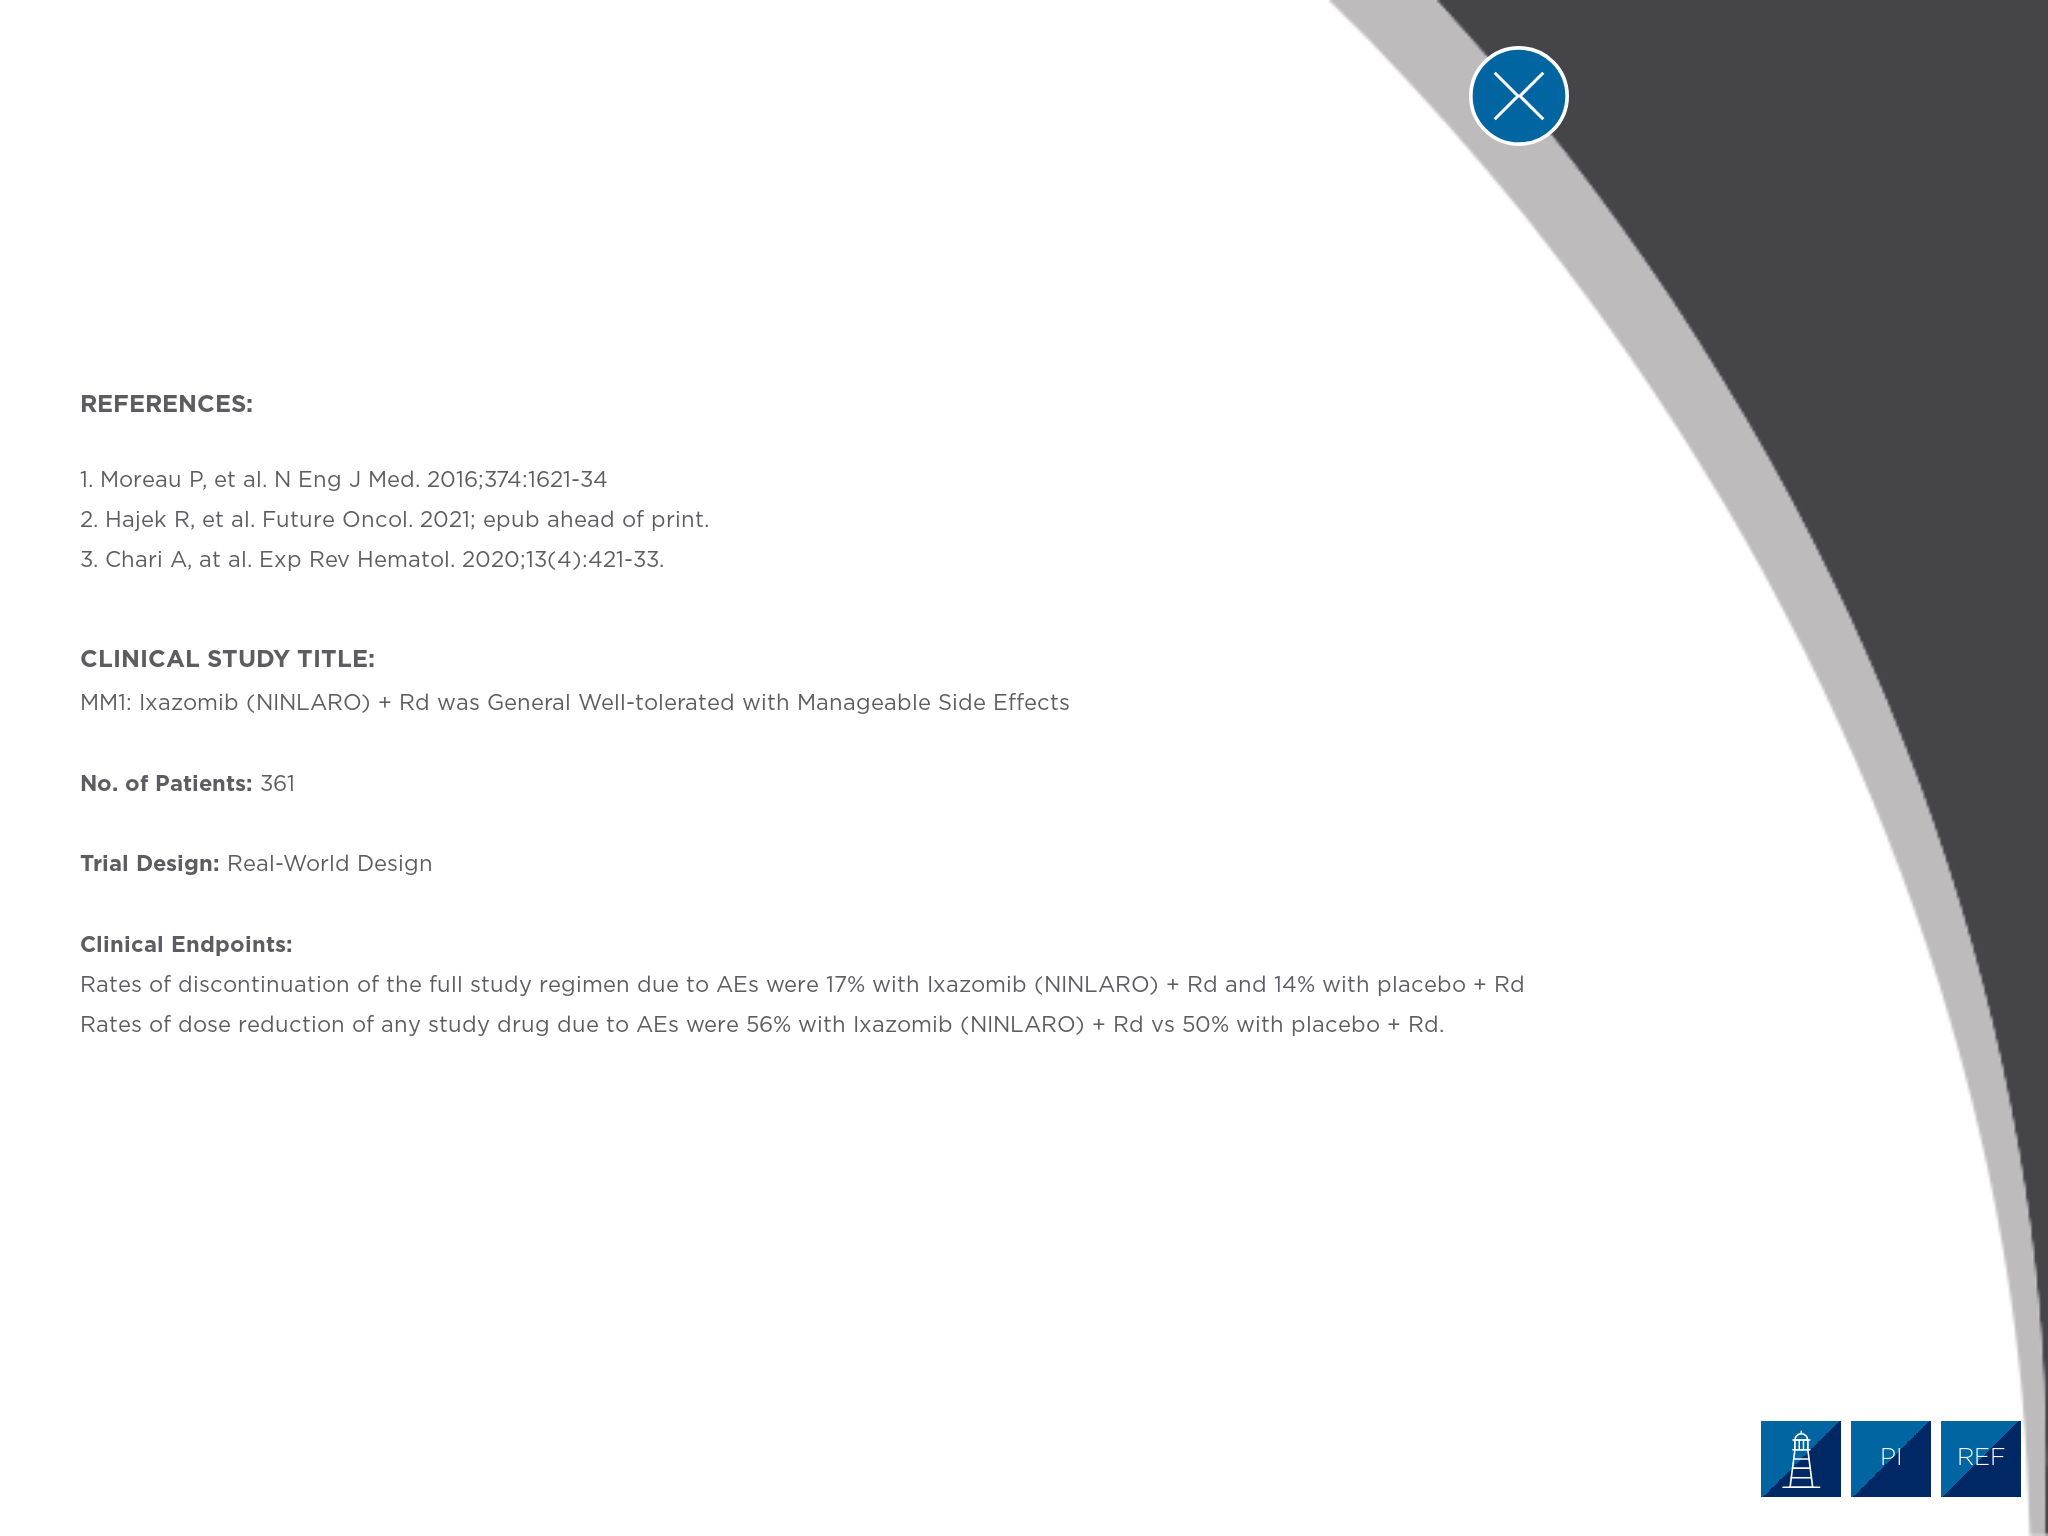 REFERENCES:
1. Moreau P, et al. N Eng J Med. 2016;374:1621-34
2. Hajek R, et al. Future Oncol. 2021; epub ahead of print.
3. Chari A, at al. Exp Rev Hematol. 2020;13(4):421-33.
CLINICAL STUDY TITLE:
MM1: Ixazomib (NINLARO) + Rd was General Well-tolerated with Manageable Side Effects
No. of Patients: 361
Trial Design: Real-World Design
Clinical Endpoints:
Rates of discontinuation of the full study regimen due to AEs were 17% with Ixazomib (NINLARO) + Rd and 14% with placebo + Rd
Rates of dose reduction of any study drug due to AEs were 56% with Ixazomib (NINLARO) + Rd vs 50% with placebo + Rd.
PI
REF